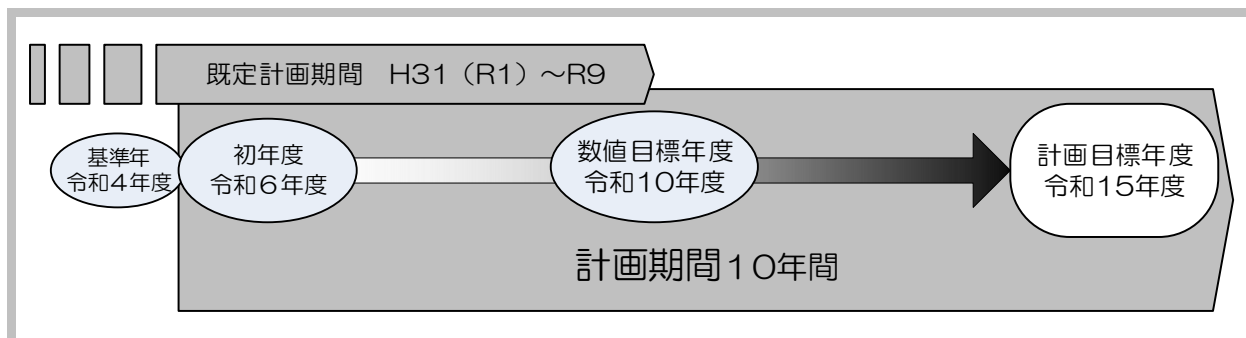 既定計画期間　H31（R1）～R9
基準年
令和４年度
初年度
令和６年度
数値目標年度
令和１０年度
計画目標年度
令和１５年度
計画期間１０年間